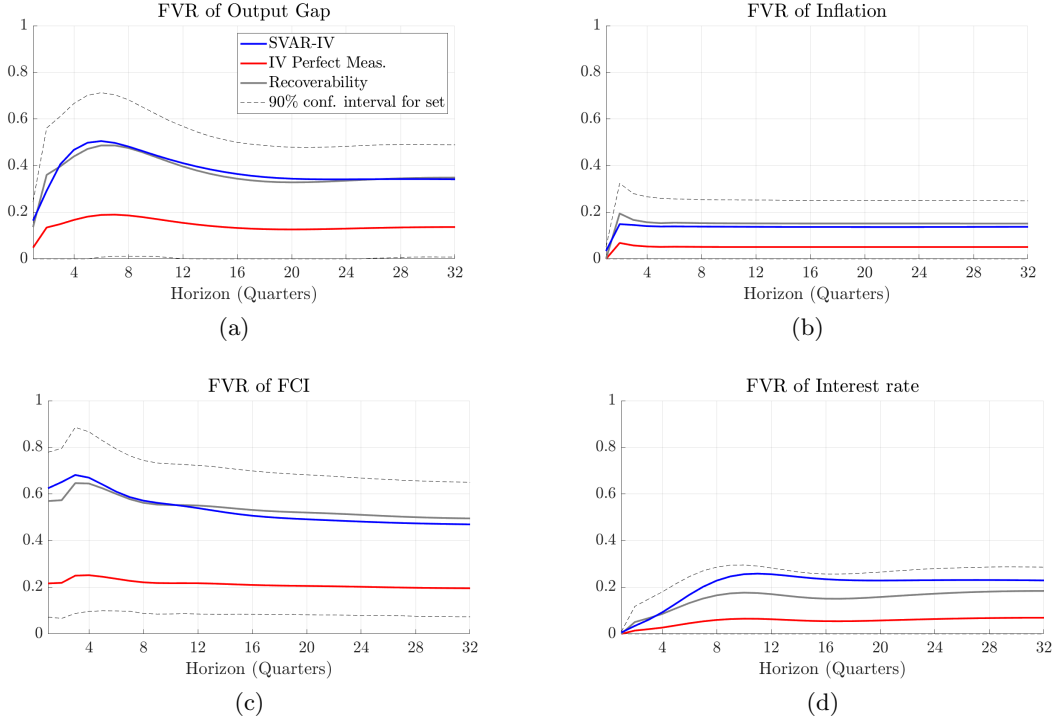 FVR of Output Gap
1
0.8
0.6
0.4
0.2
0
SVAR-IV
IV Perfect Meas.
Recoverability
90% conf. interval for set
4 8 12 16 20 24 28 32
Horizon (Quarters)
(a)
FVR of Inflation
1
0.8
0.6
0.4
0.2
0
4 8 12 16 20 24 28 32
Horizon (Quarters)
(b)
FVR of FCI
1
0.8
0.6
0.4
0.2
0
4 8 12 16 20 24 28 32
Horizon (Quarters)
(c)
FVR of Interest rate
1
0.8
0.6
0.4
0.2
0
4 8 12 16 20 24 28 32
Horizon (Quarters)
(d)